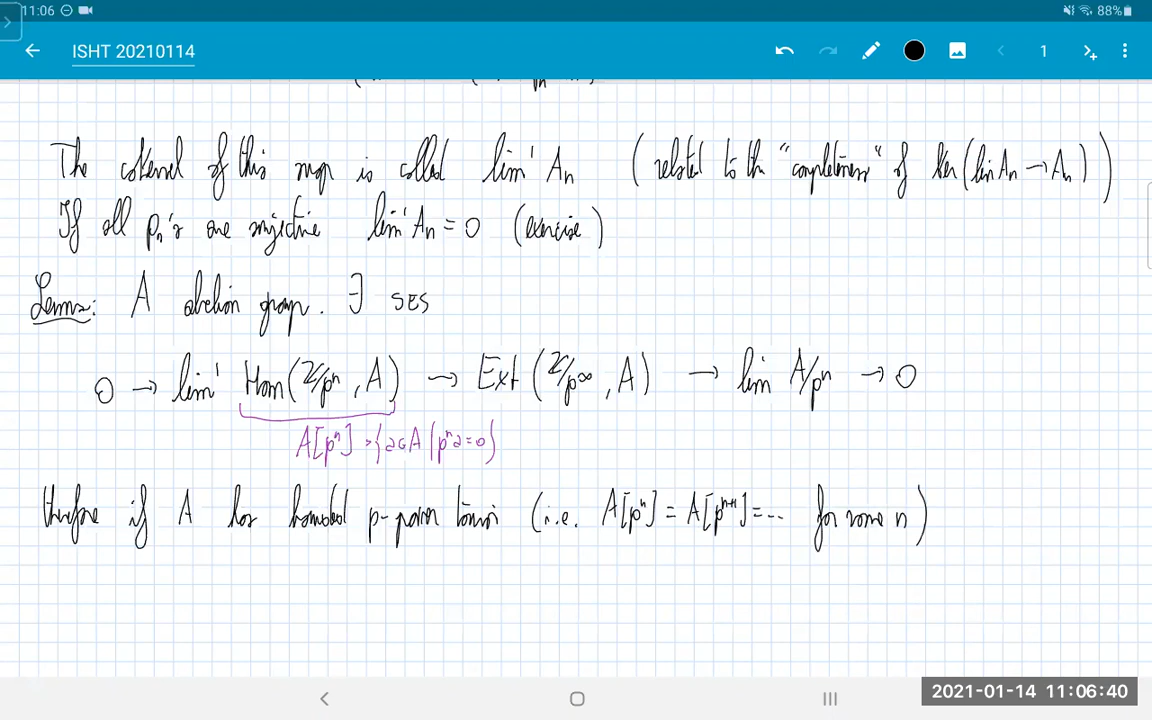 11:06
88%
ISHT 20210114
1
The cokernel of this map is called lim¹ Aₙ (related to the "completeness" of ker(lim Aₙ → Aₙ))
If all pₙ's are surjective lim¹ Aₙ = 0 (exercise)
Lemma: A abelian group. ∃ SES
0 → lim¹ Hom(ℤ/pⁿ, A) → Ext(ℤ/p^∞, A) → lim A/pⁿ → 0
A[pⁿ] = {a∈A | pⁿa=0}
therefore if A has bounded p-power torsion (i.e. A[pⁿ] = A[pⁿ⁺¹] = ... for some n)
2021-01-14 11:06:40